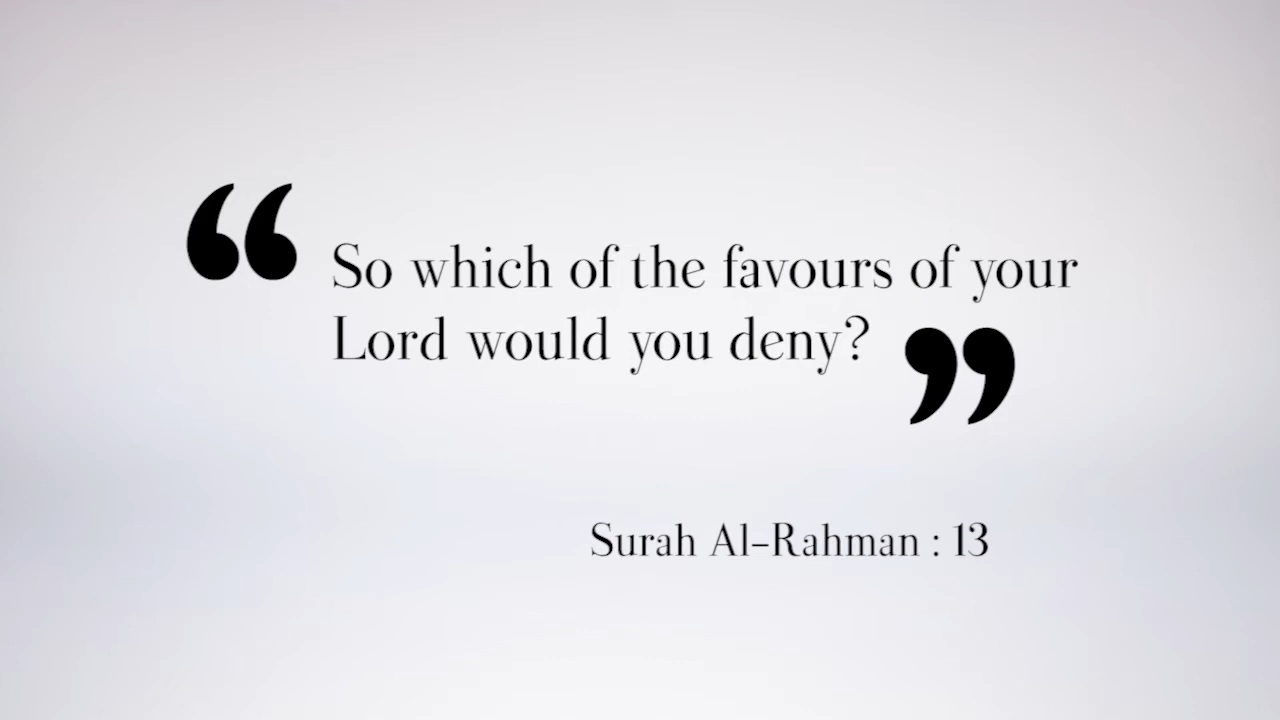 “So which of the favours of your
Lord would you deny?”
Surah Al-Rahman : 13